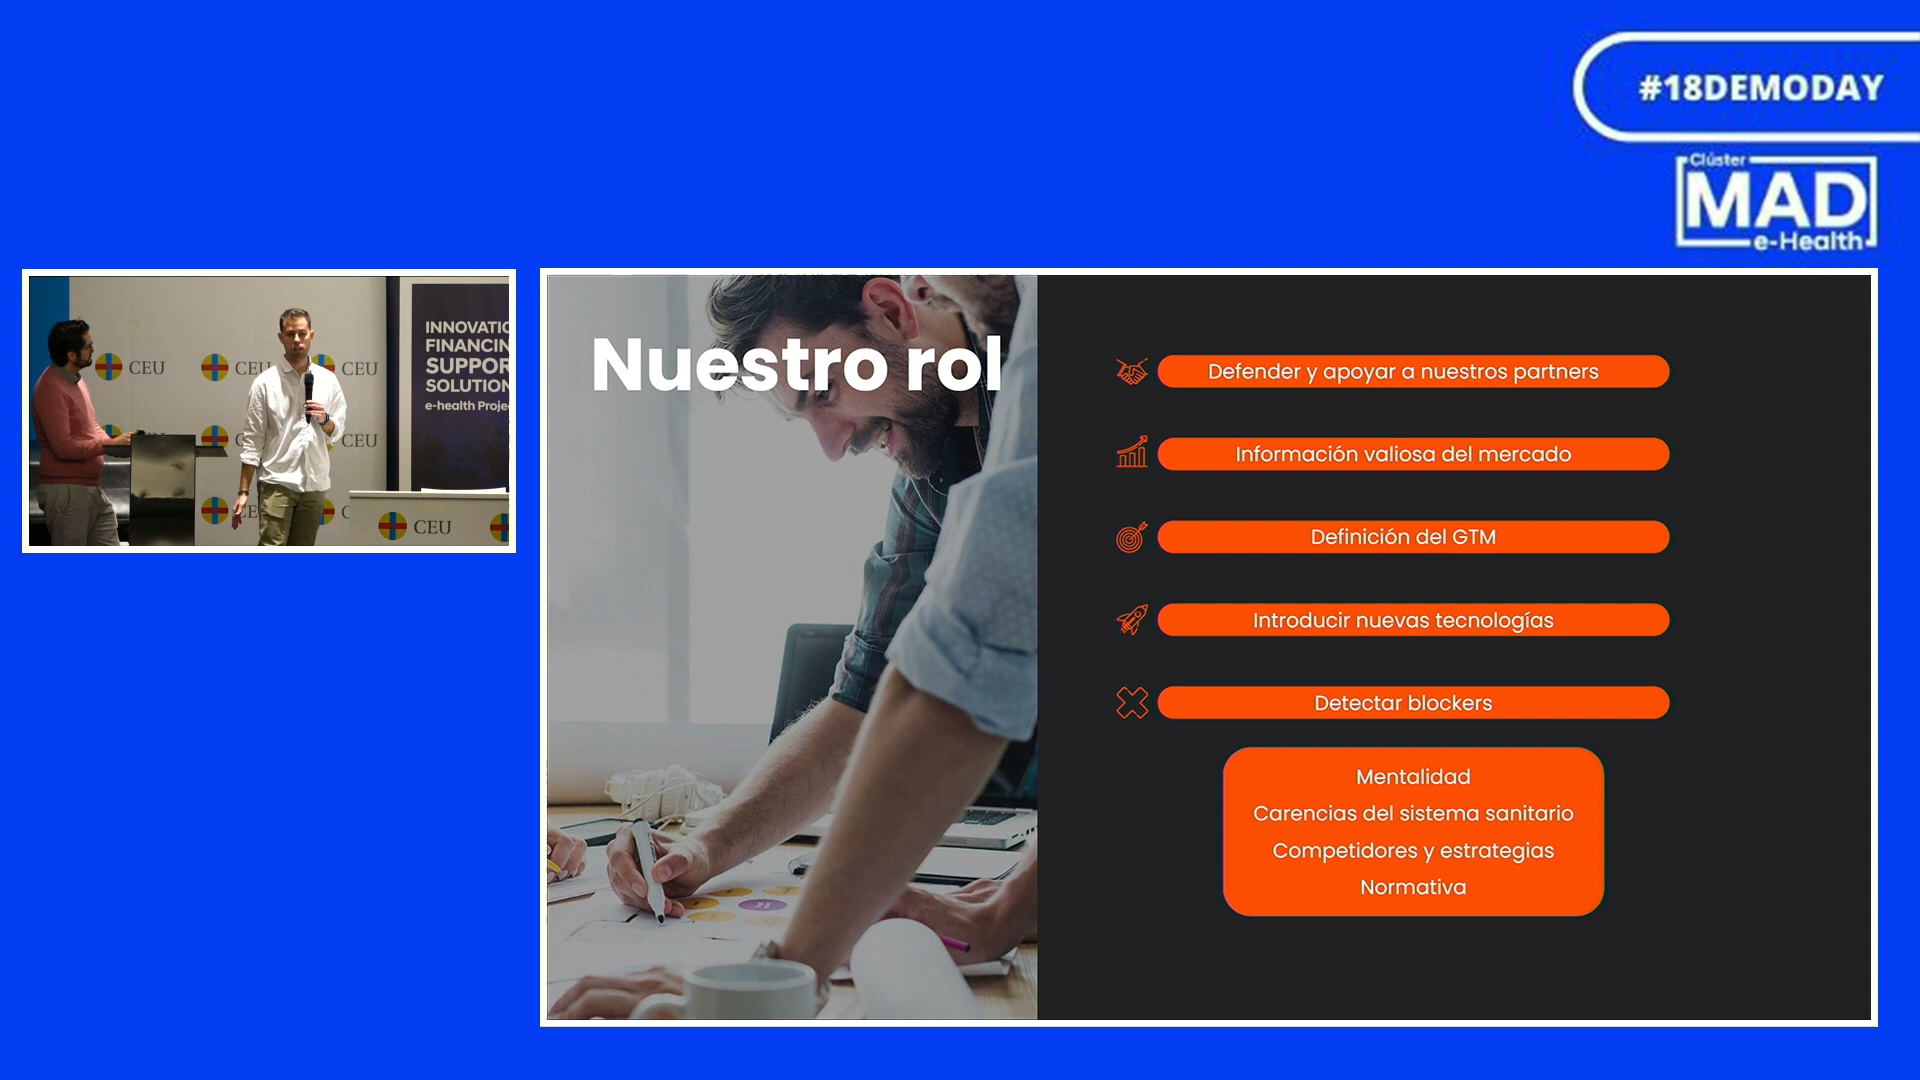 #18DEMODAY
Clúster
MAD
e-Health
INNOVATIO
FINANCIN
SUPPOR
SOLUTION
e-health Proje
CEU
CEU
CEU
CEU
CEU
Nuestro rol
Defender y apoyar a nuestros partners
Información valiosa del mercado
Definición del GTM
Introducir nuevas tecnologías
Detectar blockers
Mentalidad
Carencias del sistema sanitario
Competidores y estrategias
Normativa